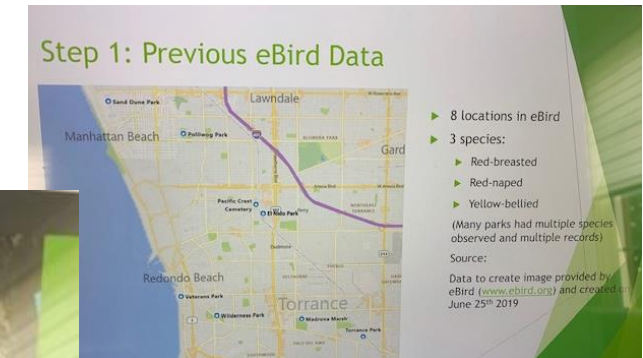 Step 1: Previous eBird Data
Sand Dune Park
Lawndale
Manhattan Beach
Polliwog Park
ALONDRA PARK
Gard
Pacific Crest
Cemetery
El Nido Park
Redondo Beach
Veterans Park
Torrance
Wilderness Park
Madrona Marsh
Torrance Park
8 locations in eBird
3 species:
Red-breasted
Red-naped
Yellow-bellied
(Many parks had multiple species
observed and multiple records)
Source:
Data to create image provided by
eBird (www.ebird.org) and created on
June 25th 2019